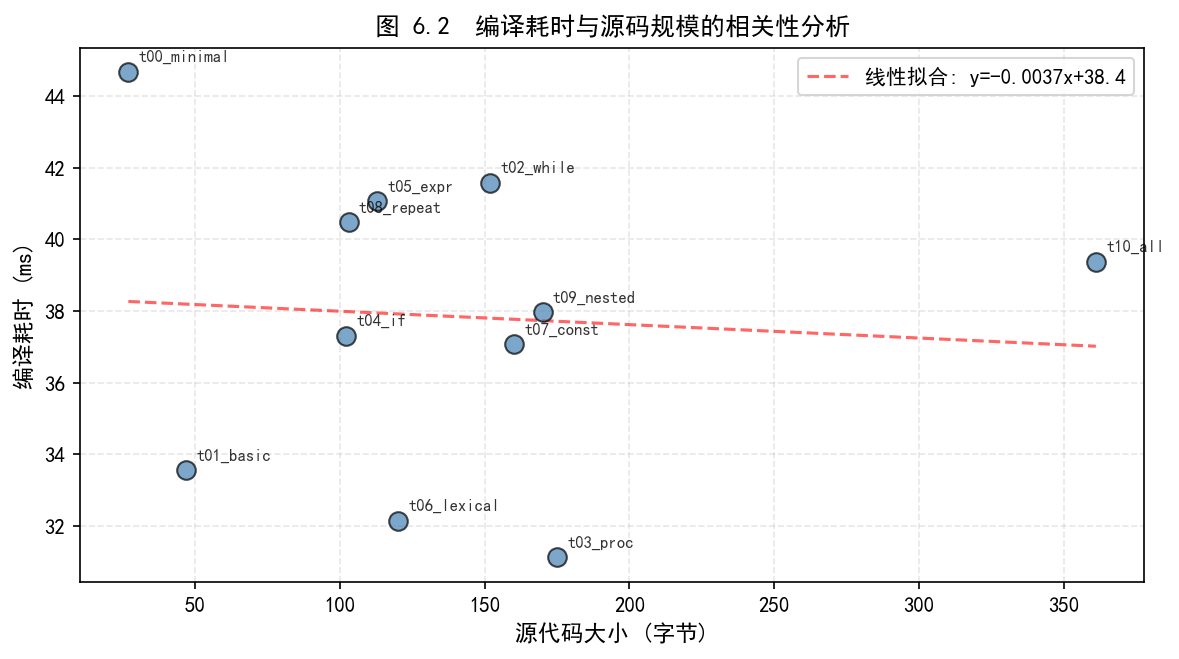 图 6.2  编译耗时与源码规模的相关性分析
线性拟合: y=-0.0037x+38.4
t00_minimal
t02_while
t05_expr
t08_repeat
t10_all
t09_nested
t04_if
t07_const
t01_basic
t06_lexical
t03_proc
编译耗时 (ms)
44
42
40
38
36
34
32
50 100 150 200 250 300 350
源代码大小 (字节)